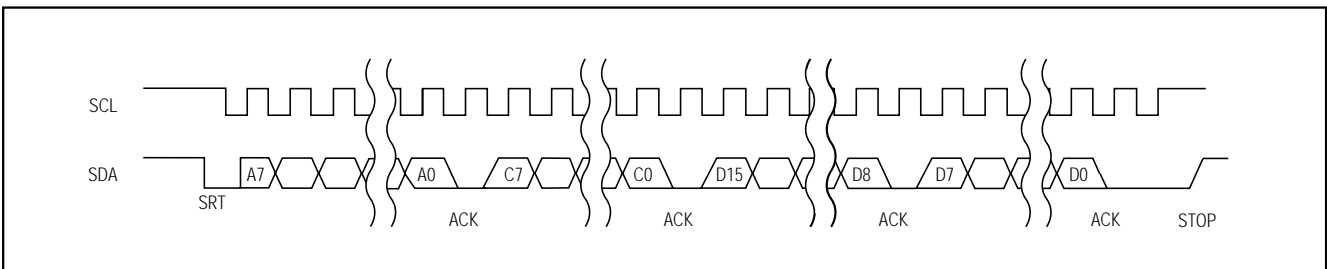 SCL
SDA A7 A0 C7 C0 D15 D8 D7 D0
SRT ACK ACK ACK ACK STOP